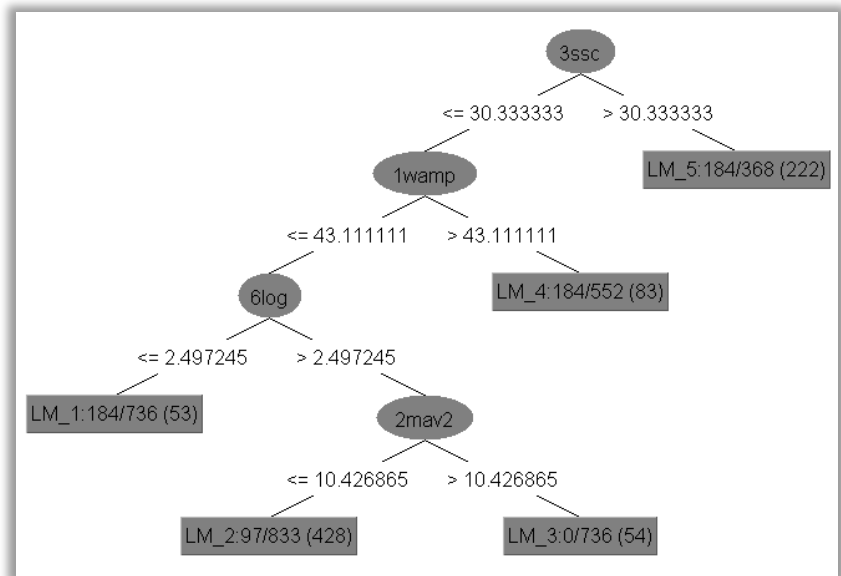 3ssc
<= 30.333333 > 30.333333
1wamp
LM_5:184/368 (222)
<= 43.111111 > 43.111111
6log
LM_4:184/552 (83)
<= 2.497245 > 2.497245
LM_1:184/736 (53)
2mav2
<= 10.426865 > 10.426865
LM_2:97/833 (428)
LM_3:0/736 (54)